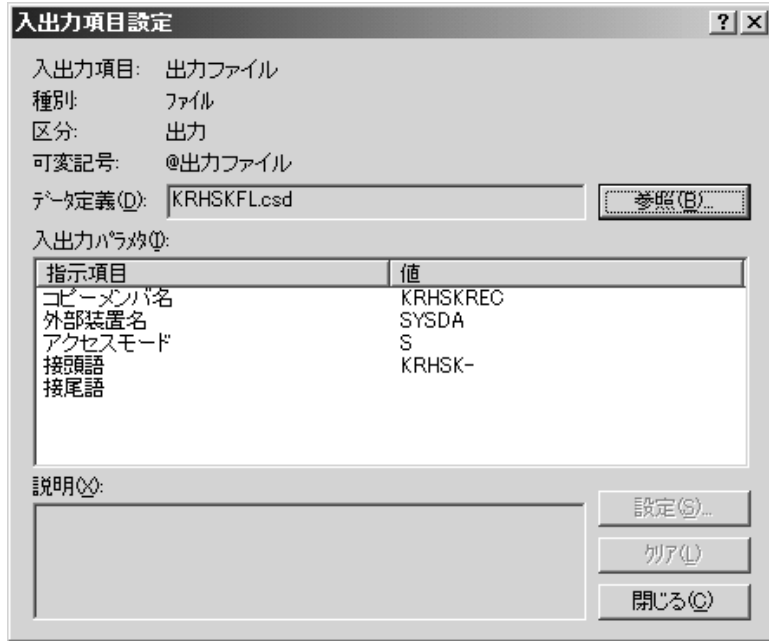 入出力項目設定
入出力項目: 出力ファイル
種別: ファイル
区分: 出力
可変記号: @出力ファイル
データ定義(D): KRHSKFL.csd 参照(B)...
入出力パラメタ(I):
指示項目 値
コピーメンバ名 KRHSKREC
外部装置名 SYSDA
アクセスモード S
接頭語 KRHSK-
接尾語
説明(X):
設定(S)...
クリア(L)
閉じる(C)